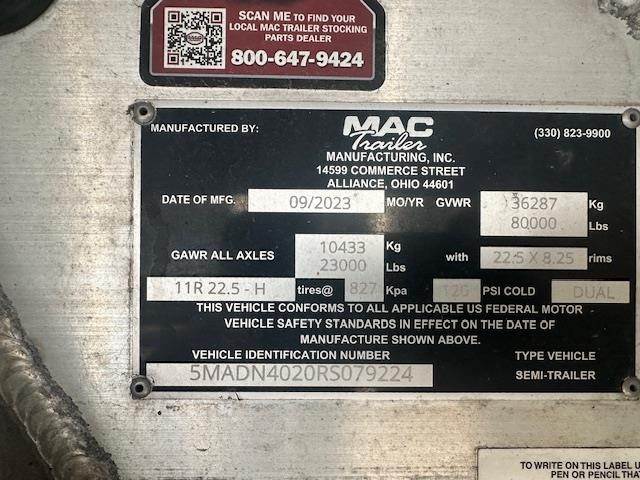 SCAN ME TO FIND YOUR
LOCAL MAC TRAILER STOCKING
PARTS DEALER
800-647-9424
MANUFACTURED BY:
MAC
Trailer
(330) 823-9900
MANUFACTURING, INC.
14599 COMMERCE STREET
ALLIANCE, OHIO 44601
DATE OF MFG. 09/2023 MO/YR GVWR 36287 Kg
80000 Lbs
GAWR ALL AXLES 10433 Kg
23000 Lbs
with 22.5 X 8.25 rims
11R 22.5 - H tires@ 827 Kpa 120 PSI COLD DUAL
THIS VEHICLE CONFORMS TO ALL APPLICABLE US FEDERAL MOTOR
VEHICLE SAFETY STANDARDS IN EFFECT ON THE DATE OF
MANUFACTURE SHOWN ABOVE.
VEHICLE IDENTIFICATION NUMBER TYPE VEHICLE
5MADN4020RS079224 SEMI-TRAILER
TO WRITE ON THIS LABEL U
PEN OR PENCIL THA